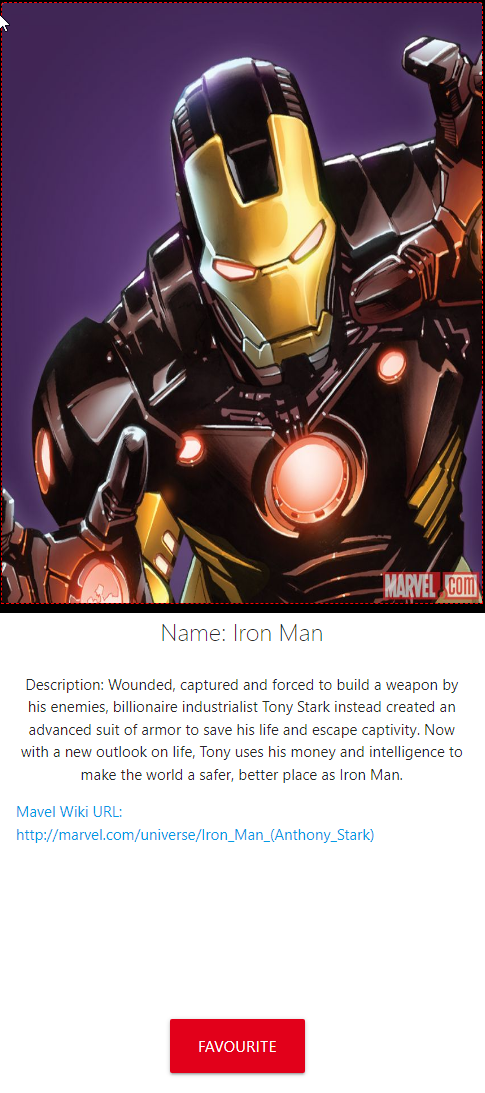 MARVEL.com
Name: Iron Man
Description: Wounded, captured and forced to build a weapon by
his enemies, billionaire industrialist Tony Stark instead created an
advanced suit of armor to save his life and escape captivity. Now
with a new outlook on life, Tony uses his money and intelligence to
make the world a safer, better place as Iron Man.
Mavel Wiki URL:
http://marvel.com/universe/Iron_Man_(Anthony_Stark)
FAVOURITE